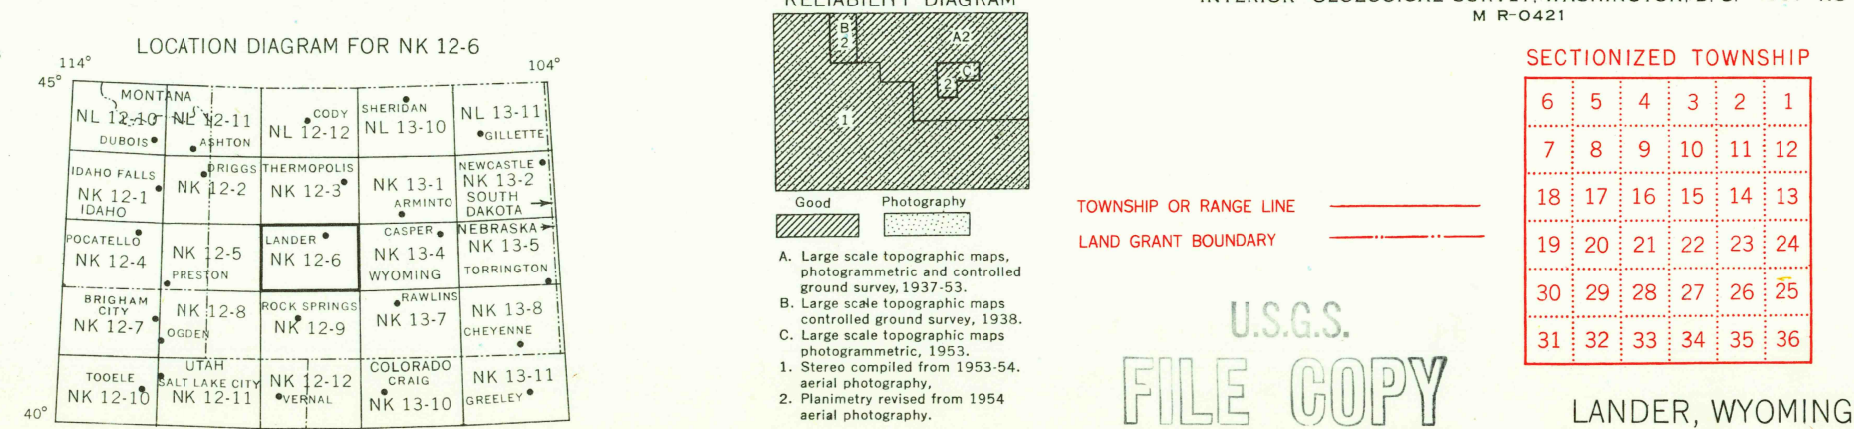 LOCATION DIAGRAM FOR NK 12-6
114° 104°
45°
MONTANA
NL 12-10
DUBOIS
NL 12-11
ASHTON
CODY
NL 12-12
SHERIDAN
NL 13-10
NL 13-11
GILLETTE
IDAHO FALLS
NK 12-1
IDAHO
DRIGGS
NK 12-2
THERMOPOLIS
NK 12-3
NK 13-1
ARMINTO
NEWCASTLE
NK 13-2
SOUTH
DAKOTA
POCATELLO
NK 12-4
NK 12-5
PRESTON
LANDER
NK 12-6
CASPER
NK 13-4
WYOMING
NEBRASKA
NK 13-5
TORRINGTON
BRIGHAM
CITY
NK 12-7
NK 12-8
OGDEN
ROCK SPRINGS
NK 12-9
RAWLINS
NK 13-7
NK 13-8
CHEYENNE
TOOELE
NK 12-10
UTAH
SALT LAKE CITY
NK 12-11
NK 12-12
VERNAL
COLORADO
CRAIG
NK 13-10
NK 13-11
GREELEY
40°
RELIABILITY DIAGRAM
B
2
A2
C
2
1
Good Photography
A. Large scale topographic maps,
photogrammetric and controlled
ground survey, 1937-53.
B. Large scale topographic maps
controlled ground survey, 1938.
C. Large scale topographic maps
photogrammetric, 1953.
1. Stereo compiled from 1953-54.
aerial photography,
2. Planimetry revised from 1954
aerial photography.
INTERIOR GEOLOGICAL SURVEY, WASHINGTON, D. C.
M R-0421
TOWNSHIP OR RANGE LINE
LAND GRANT BOUNDARY
U.S.G.S.
FILE COPY
SECTIONIZED TOWNSHIP
6 5 4 3 2 1
7 8 9 10 11 12
18 17 16 15 14 13
19 20 21 22 23 24
30 29 28 27 26 25
31 32 33 34 35 36
LANDER, WYOMING